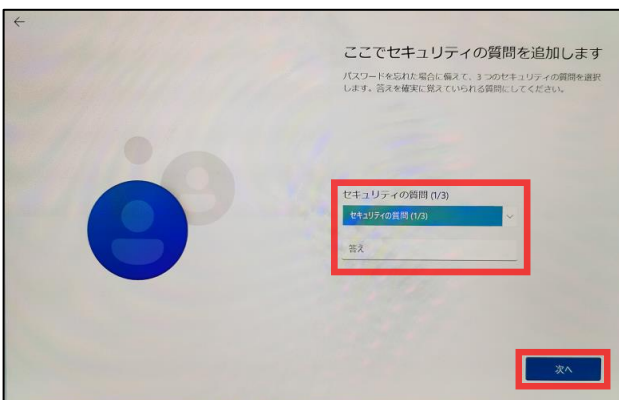 ここでセキュリティの質問を追加します
パスワードを忘れた場合に備えて、3 つのセキュリティの質問を選択
します。答えを確実に覚えていられる質問にしてください。
セキュリティの質問 (1/3)
セキュリティの質問 (1/3)
答え
次へ